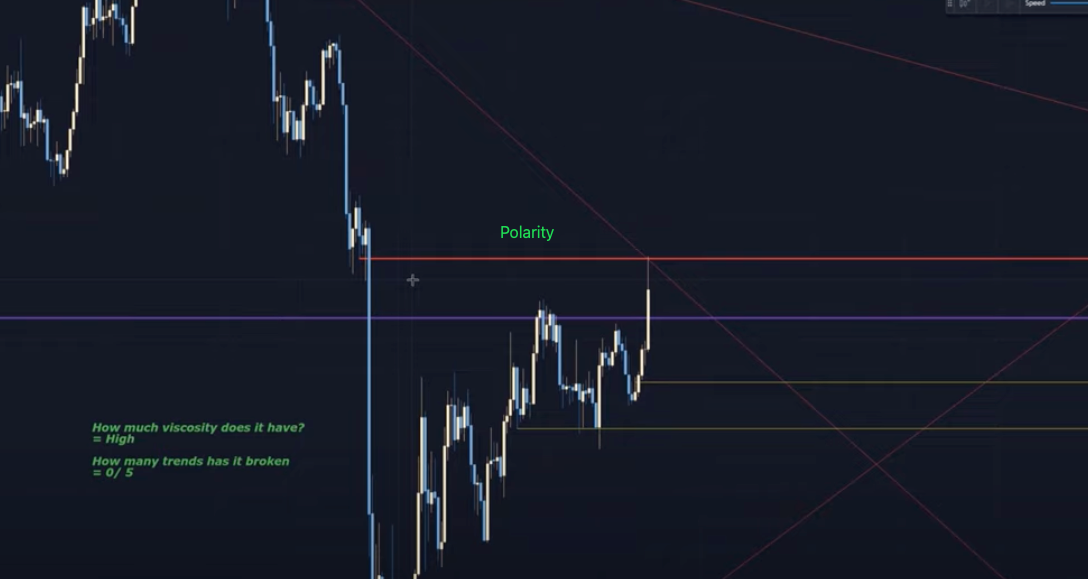 Speed
Polarity
How much viscosity does it have?
= High
How many trends has it broken
= 0/ 5